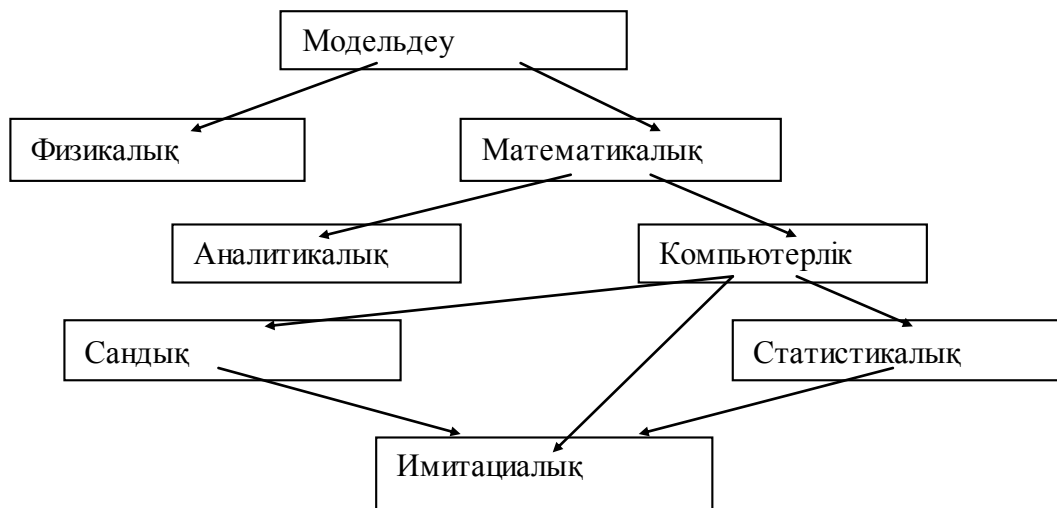 Модельдеу
Физикалық
Математикалық
Аналитикалық
Компьютерлік
Сандық
Статистикалық
Имитациалық